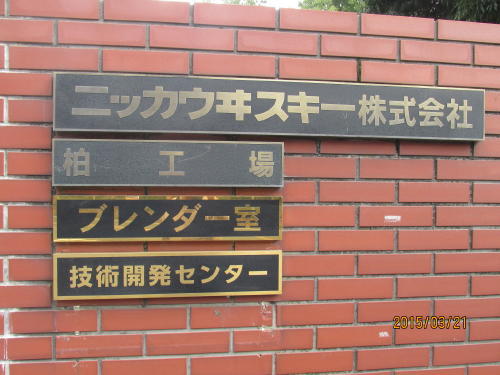 ニッカウヰスキー株式会社
柏工場
ブレンダー室
技術開発センター
2015/03/21